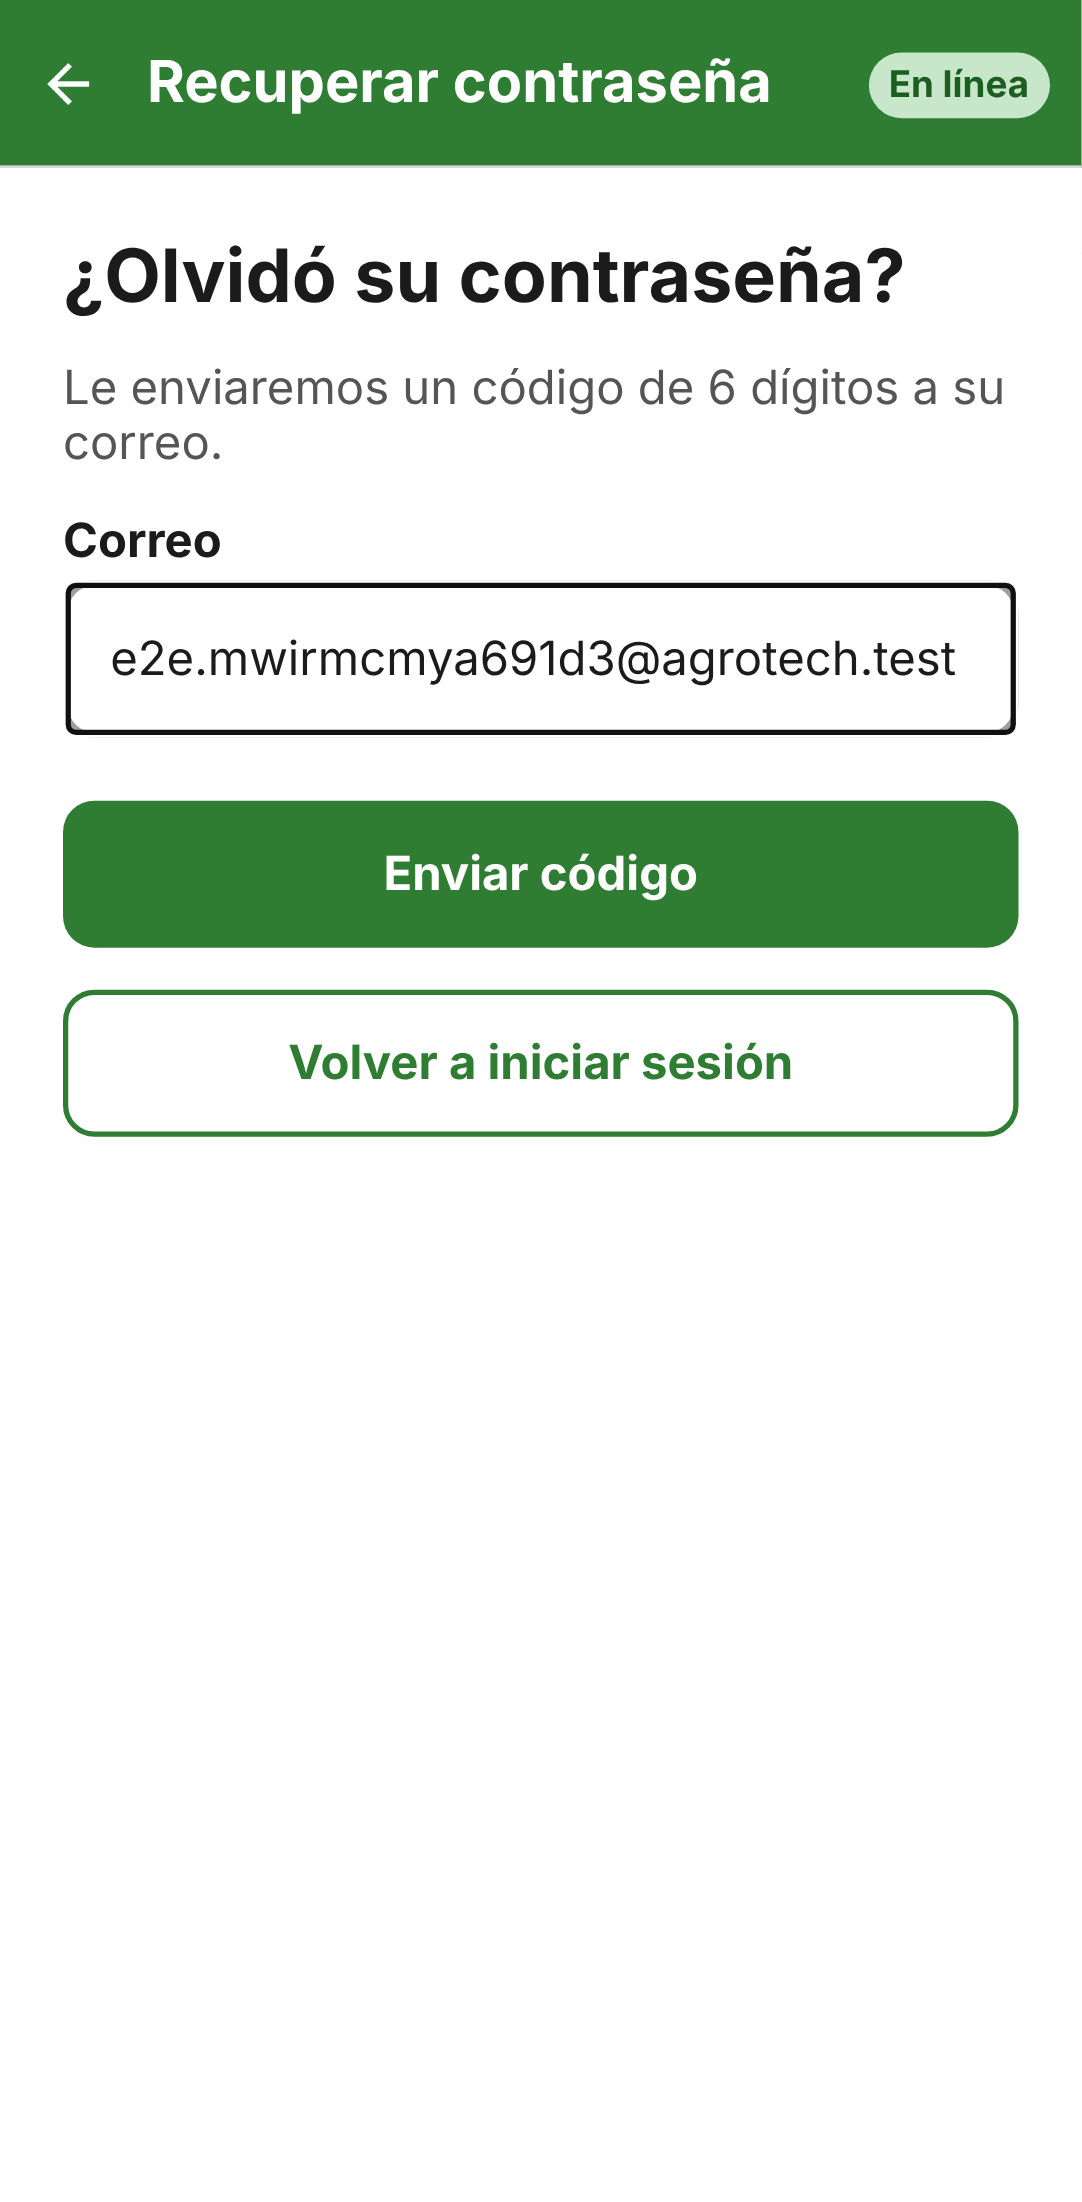 Recuperar contraseña
En línea
¿Olvidó su contraseña?
Le enviaremos un código de 6 dígitos a su
correo.
Correo
e2e.mwirmcmya691d3@agrotech.test
Enviar código
Volver a iniciar sesión